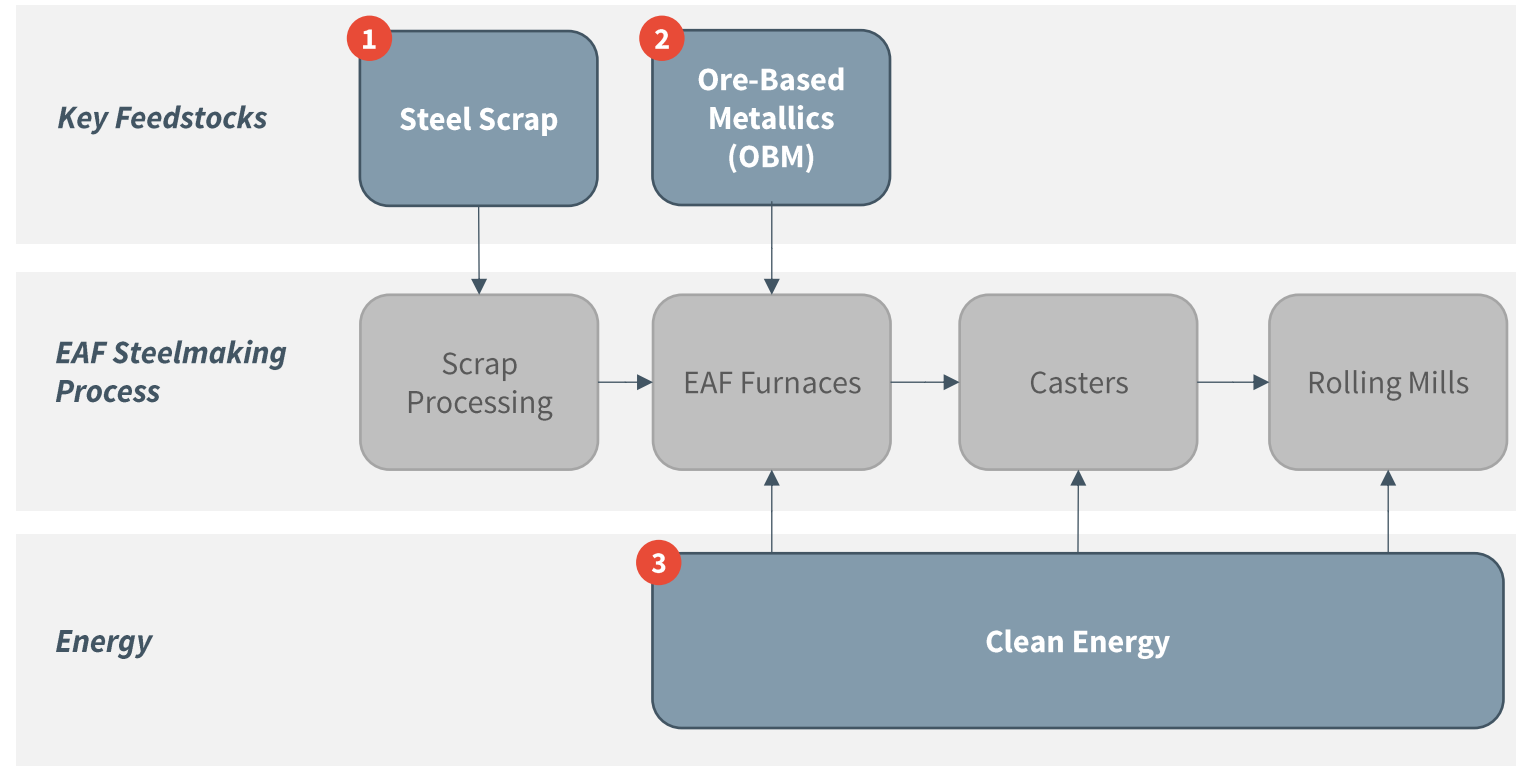 Key Feedstocks
1
Steel Scrap
2
Ore-Based
Metallics
(OBM)
EAF Steelmaking
Process
Scrap
Processing
EAF Furnaces
Casters
Rolling Mills
Energy
3
Clean Energy